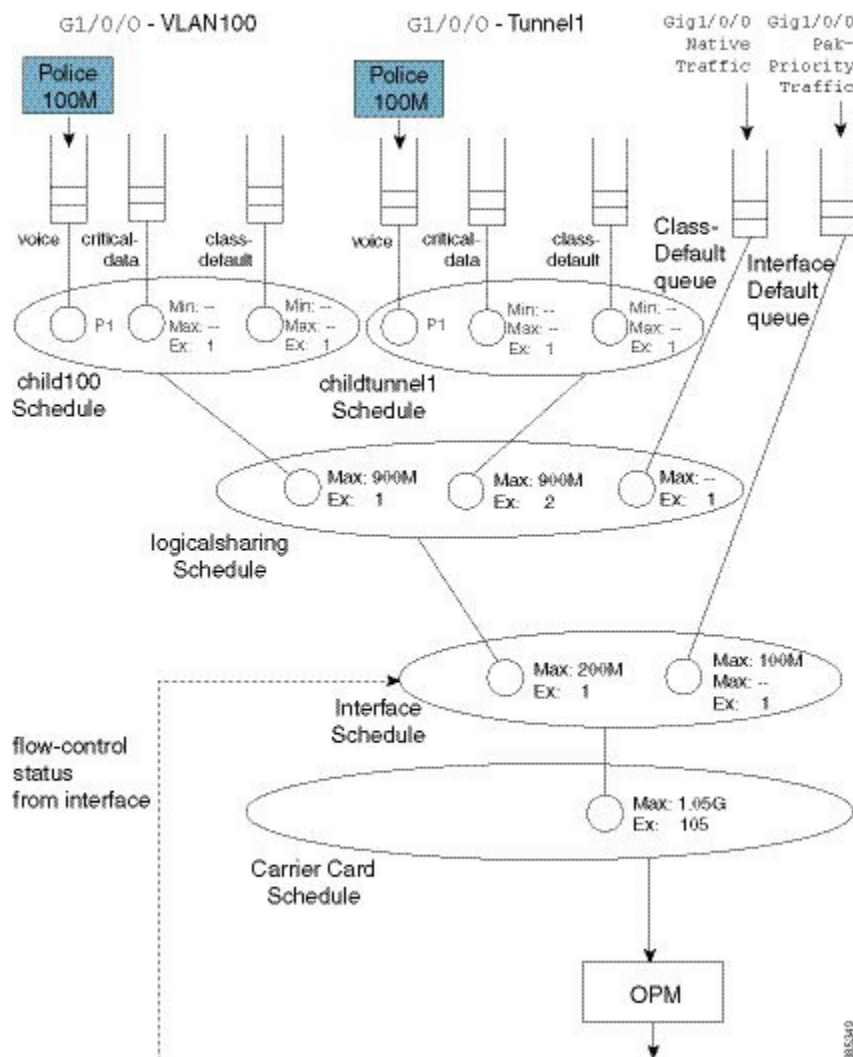 G1/0/0 - VLAN100
G1/0/0 - Tunnel1
Gig1/0/0
Native
Traffic
Gig1/0/0
Pak-
Priority
Traffic
Police
100M
Police
100M
voice
critical-
data
class-
default
voice
critical-
data
class-
default
Class-
Default
queue
Interface
Default
queue
P1
Min: --
Max: --
Ex: 1
Min: --
Max: --
Ex: 1
P1
Min: --
Max: --
Ex: 1
Min: --
Max: --
Ex: 1
child100
Schedule
childtunnel1
Schedule
Max: 900M
Ex: 1
Max: 900M
Ex: 2
Max: --
Ex: 1
logicalsharing
Schedule
Max: 200M
Ex: 1
Max: 100M
Max: --
Ex: 1
Interface
Schedule
flow-control
status
from interface
Max: 1.05G
Ex: 105
Carrier Card
Schedule
OPM